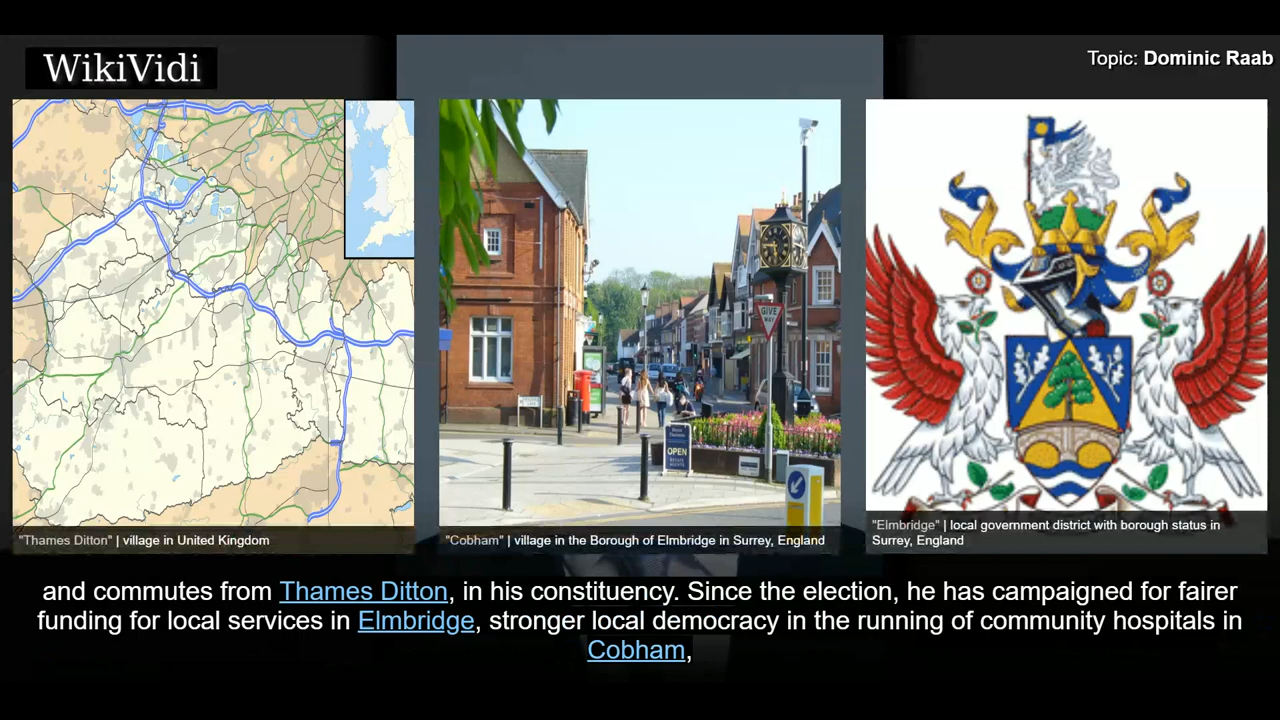 WikiVidi
Topic: Dominic Raab
GIVE
OPEN
"Thames Ditton" | village in United Kingdom
"Cobham" | village in the Borough of Elmbridge in Surrey, England
"Elmbridge" | local government district with borough status in
Surrey, England
and commutes from Thames Ditton, in his constituency. Since the election, he has campaigned for fairer
funding for local services in Elmbridge, stronger local democracy in the running of community hospitals in
Cobham,